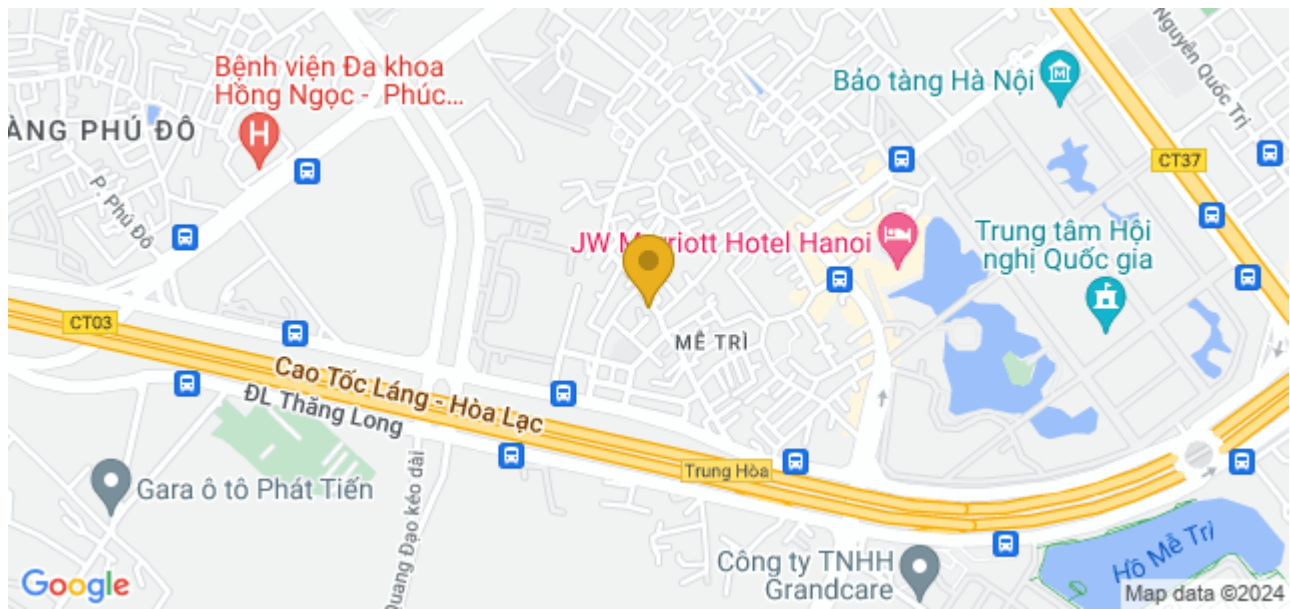 Bệnh viện Đa khoa
Hồng Ngọc - Phúc...
ÀNG PHÚ ĐÔ
P. Phú Đô
Bảo tàng Hà Nội
Nguyễn Quốc Trị
CT37
JW Marriott Hotel Hanoi
Trung tâm Hội
nghị Quốc gia
CT03
MỄ TRÌ
Cao Tốc Láng - Hòa Lạc
ĐL Thăng Long
Trung Hòa
Gara ô tô Phát Tiến
Quang Đạo kéo dài
Công ty TNHH
Grandcare
Hồ Mễ Trì
Google
Map data ©2024